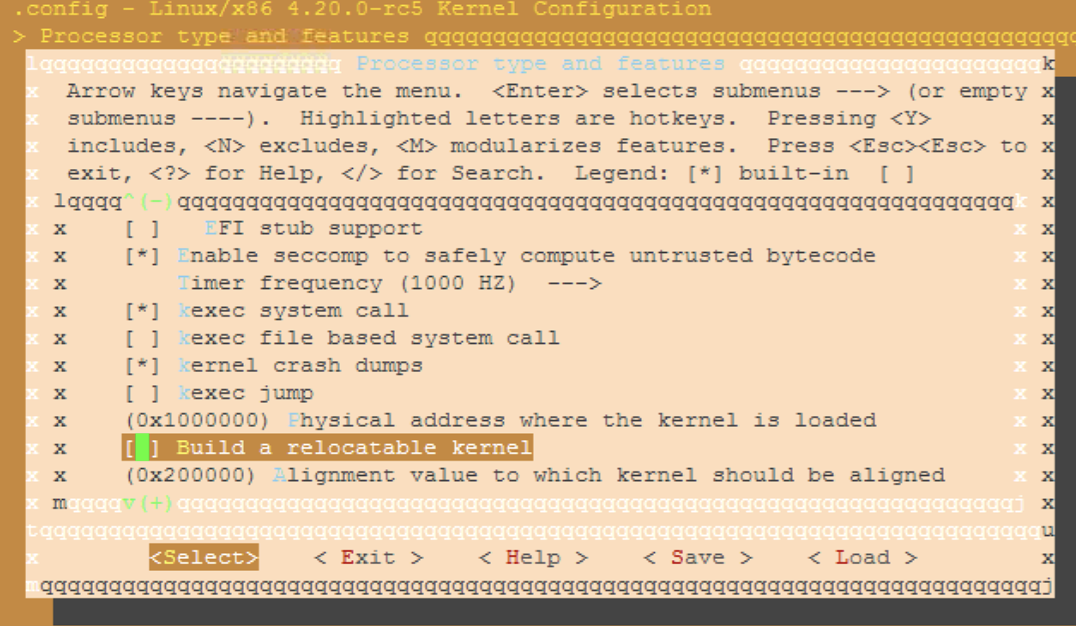 .config - Linux/x86 4.20.0-rc5 Kernel Configuration
> Processor type and features qqqqqqqqqqqqqqqqqqqqqqqqqqqqqqqqqqqqqqqqqqqqqqqq
lqqqqqqqqqqqqqqqqqqqqqq Processor type and features qqqqqqqqqqqqqqqqqqqqqqk
x Arrow keys navigate the menu. <Enter> selects submenus ---> (or empty x
x submenus ----). Highlighted letters are hotkeys. Pressing <Y> x
x includes, <N> excludes, <M> modularizes features. Press <Esc><Esc> to x
x exit, <?> for Help, </> for Search. Legend: [*] built-in [ ] x
x lqqqq^(-)qqqqqqqqqqqqqqqqqqqqqqqqqqqqqqqqqqqqqqqqqqqqqqqqqqqqqqqqqqqqqk x
x x [ ] EFI stub support x x
x x [*] Enable seccomp to safely compute untrusted bytecode x x
x x Timer frequency (1000 HZ) ---> x x
x x [*] kexec system call x x
x x [ ] kexec file based system call x x
x x [*] kernel crash dumps x x
x x [ ] kexec jump x x
x x (0x1000000) Physical address where the kernel is loaded x x
x x [ ] Build a relocatable kernel x x
x x (0x200000) Alignment value to which kernel should be aligned x x
x mqqqqv(+)qqqqqqqqqqqqqqqqqqqqqqqqqqqqqqqqqqqqqqqqqqqqqqqqqqqqqqqqqqqqqj x
tqqqqqqqqqqqqqqqqqqqqqqqqqqqqqqqqqqqqqqqqqqqqqqqqqqqqqqqqqqqqqqqqqqqqqqqqqu
x <Select> < Exit > < Help > < Save > < Load > x
mqqqqqqqqqqqqqqqqqqqqqqqqqqqqqqqqqqqqqqqqqqqqqqqqqqqqqqqqqqqqqqqqqqqqqqqqqj